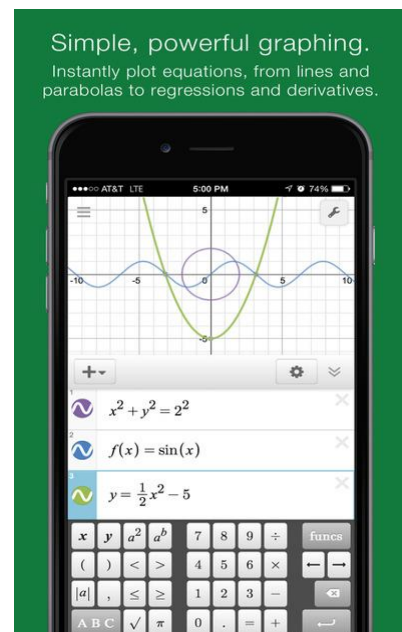 Simple, powerful graphing.
Instantly plot equations, from lines and
parabolas to regressions and derivatives.
AT&T LTE 5:00 PM 74%
5
-10 -5 0 5 10
-5
1
x² + y² = 2²
2
f(x) = sin(x)
3
y = 1/2 x² − 5
x y a² aᵇ 7 8 9 ÷ funcs
( ) < > 4 5 6 × ← →
|a| , ≤ ≥ 1 2 3 −
A B C √ π 0 . = +